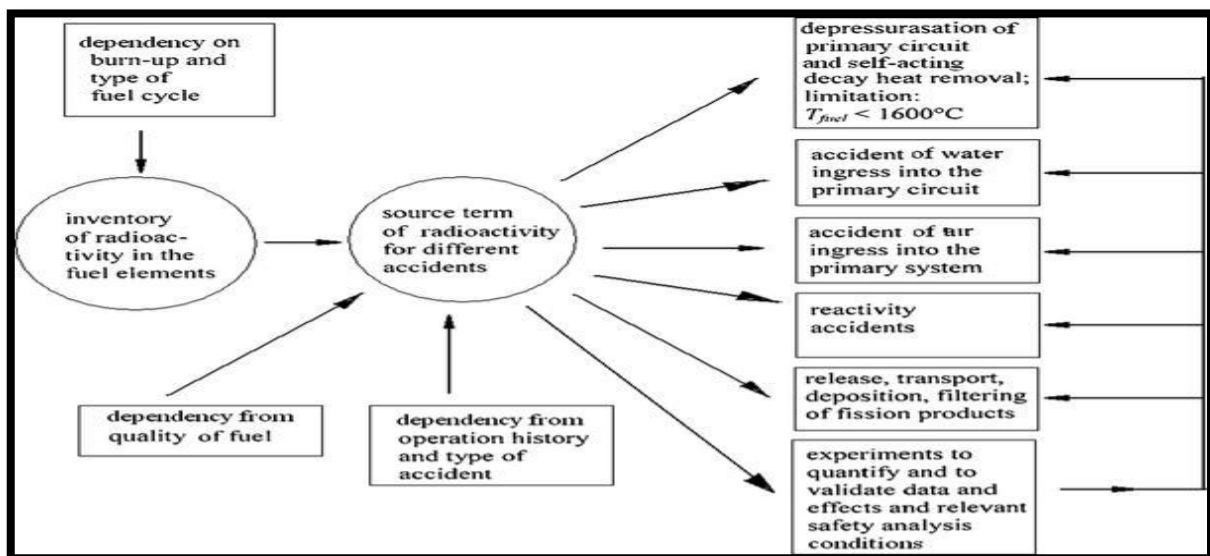 dependency on
burn-up and
type of
fuel cycle
inventory
of radioac-
tivity in the
fuel elements
source term
of radioactivity
for different
accidents
dependency from
quality of fuel
dependency from
operation history
and type of
accident
depressurasation of
primary circuit
and self-acting
decay heat removal;
limitation:
T_fuel < 1600°C
accident of water
ingress into the
primary circuit
accident of air
ingress into the
primary system
reactivity
accidents
release, transport,
deposition, filtering
of fission products
experiments to
quantify and to
validate data and
effects and relevant
safety analysis
conditions